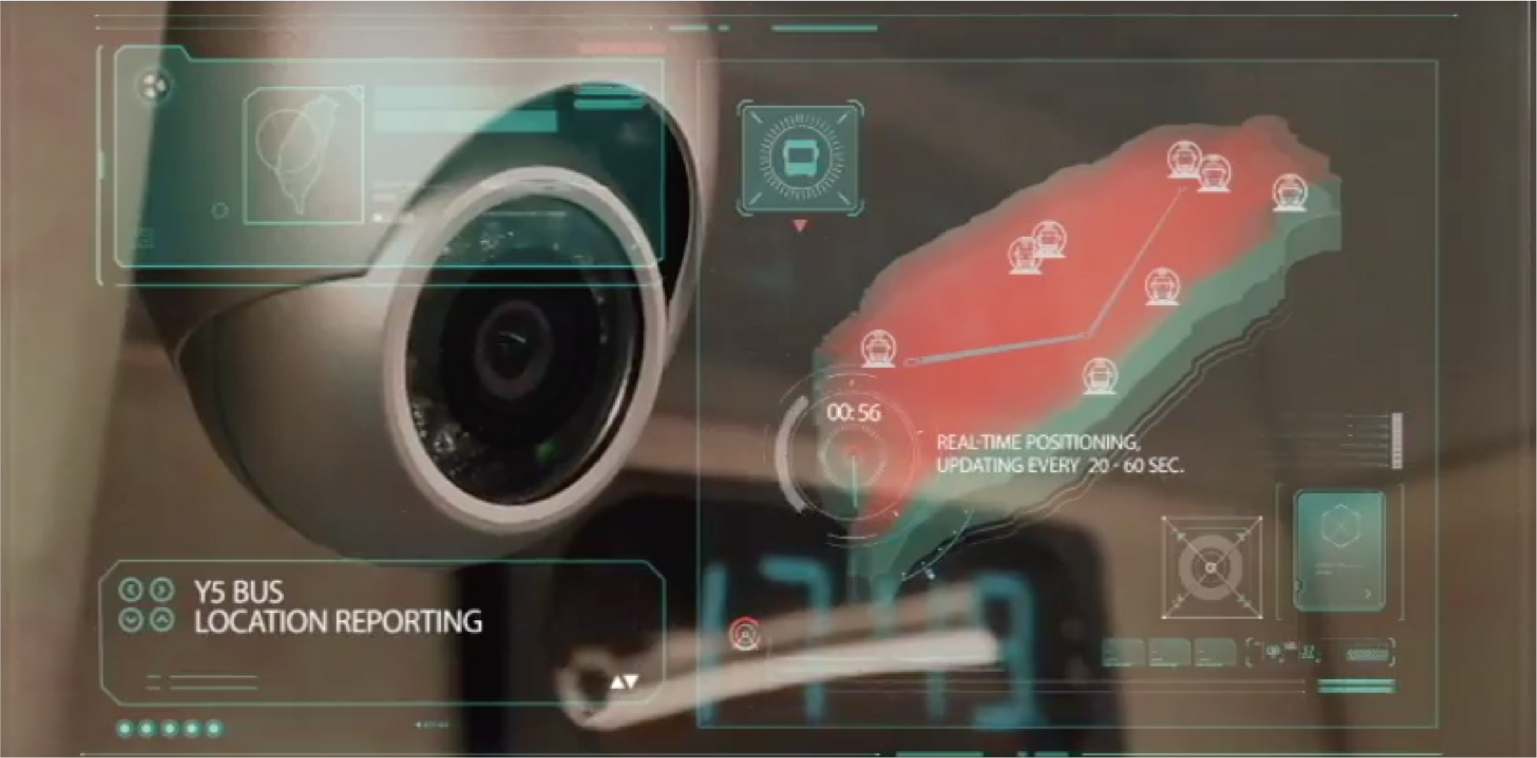 00:56
REAL-TIME POSITIONING,
UPDATING EVERY 20 - 60 SEC.
Y5 BUS
LOCATION REPORTING